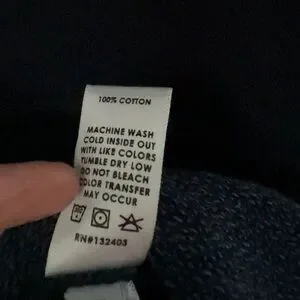 100% COTTON
MACHINE WASH
COLD INSIDE OUT
WITH LIKE COLORS
TUMBLE DRY LOW
DO NOT BLEACH
COLOR TRANSFER
MAY OCCUR
RN#132403